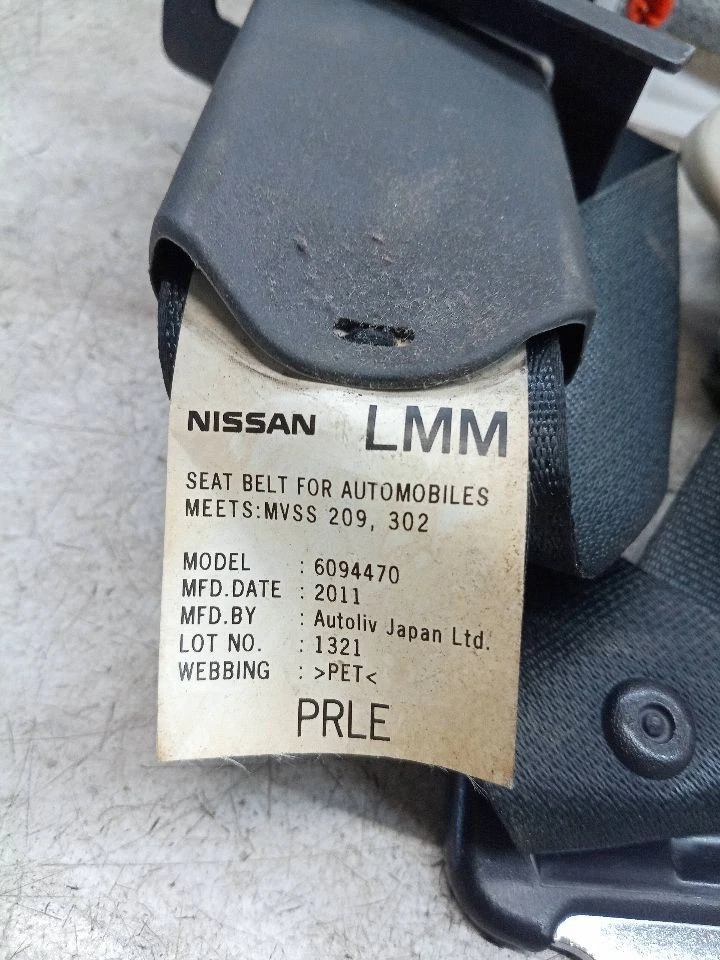 NISSAN LMM
SEAT BELT FOR AUTOMOBILES
MEETS:MVSS 209, 302
MODEL : 6094470
MFD.DATE : 2011
MFD.BY : Autoliv Japan Ltd.
LOT NO. : 1321
WEBBING : >PET<
PRLE